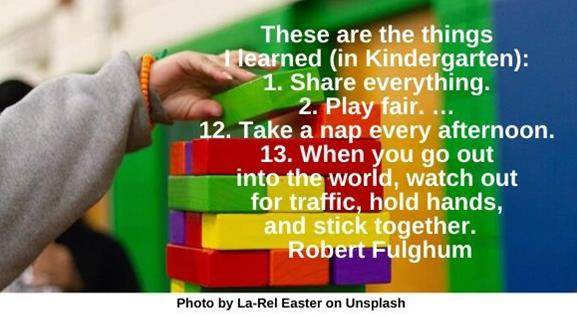 These are the things
I learned (in Kindergarten):
1. Share everything.
2. Play fair. …
12. Take a nap every afternoon.
13. When you go out
into the world, watch out
for traffic, hold hands,
and stick together.
Robert Fulghum
Photo by La-Rel Easter on Unsplash